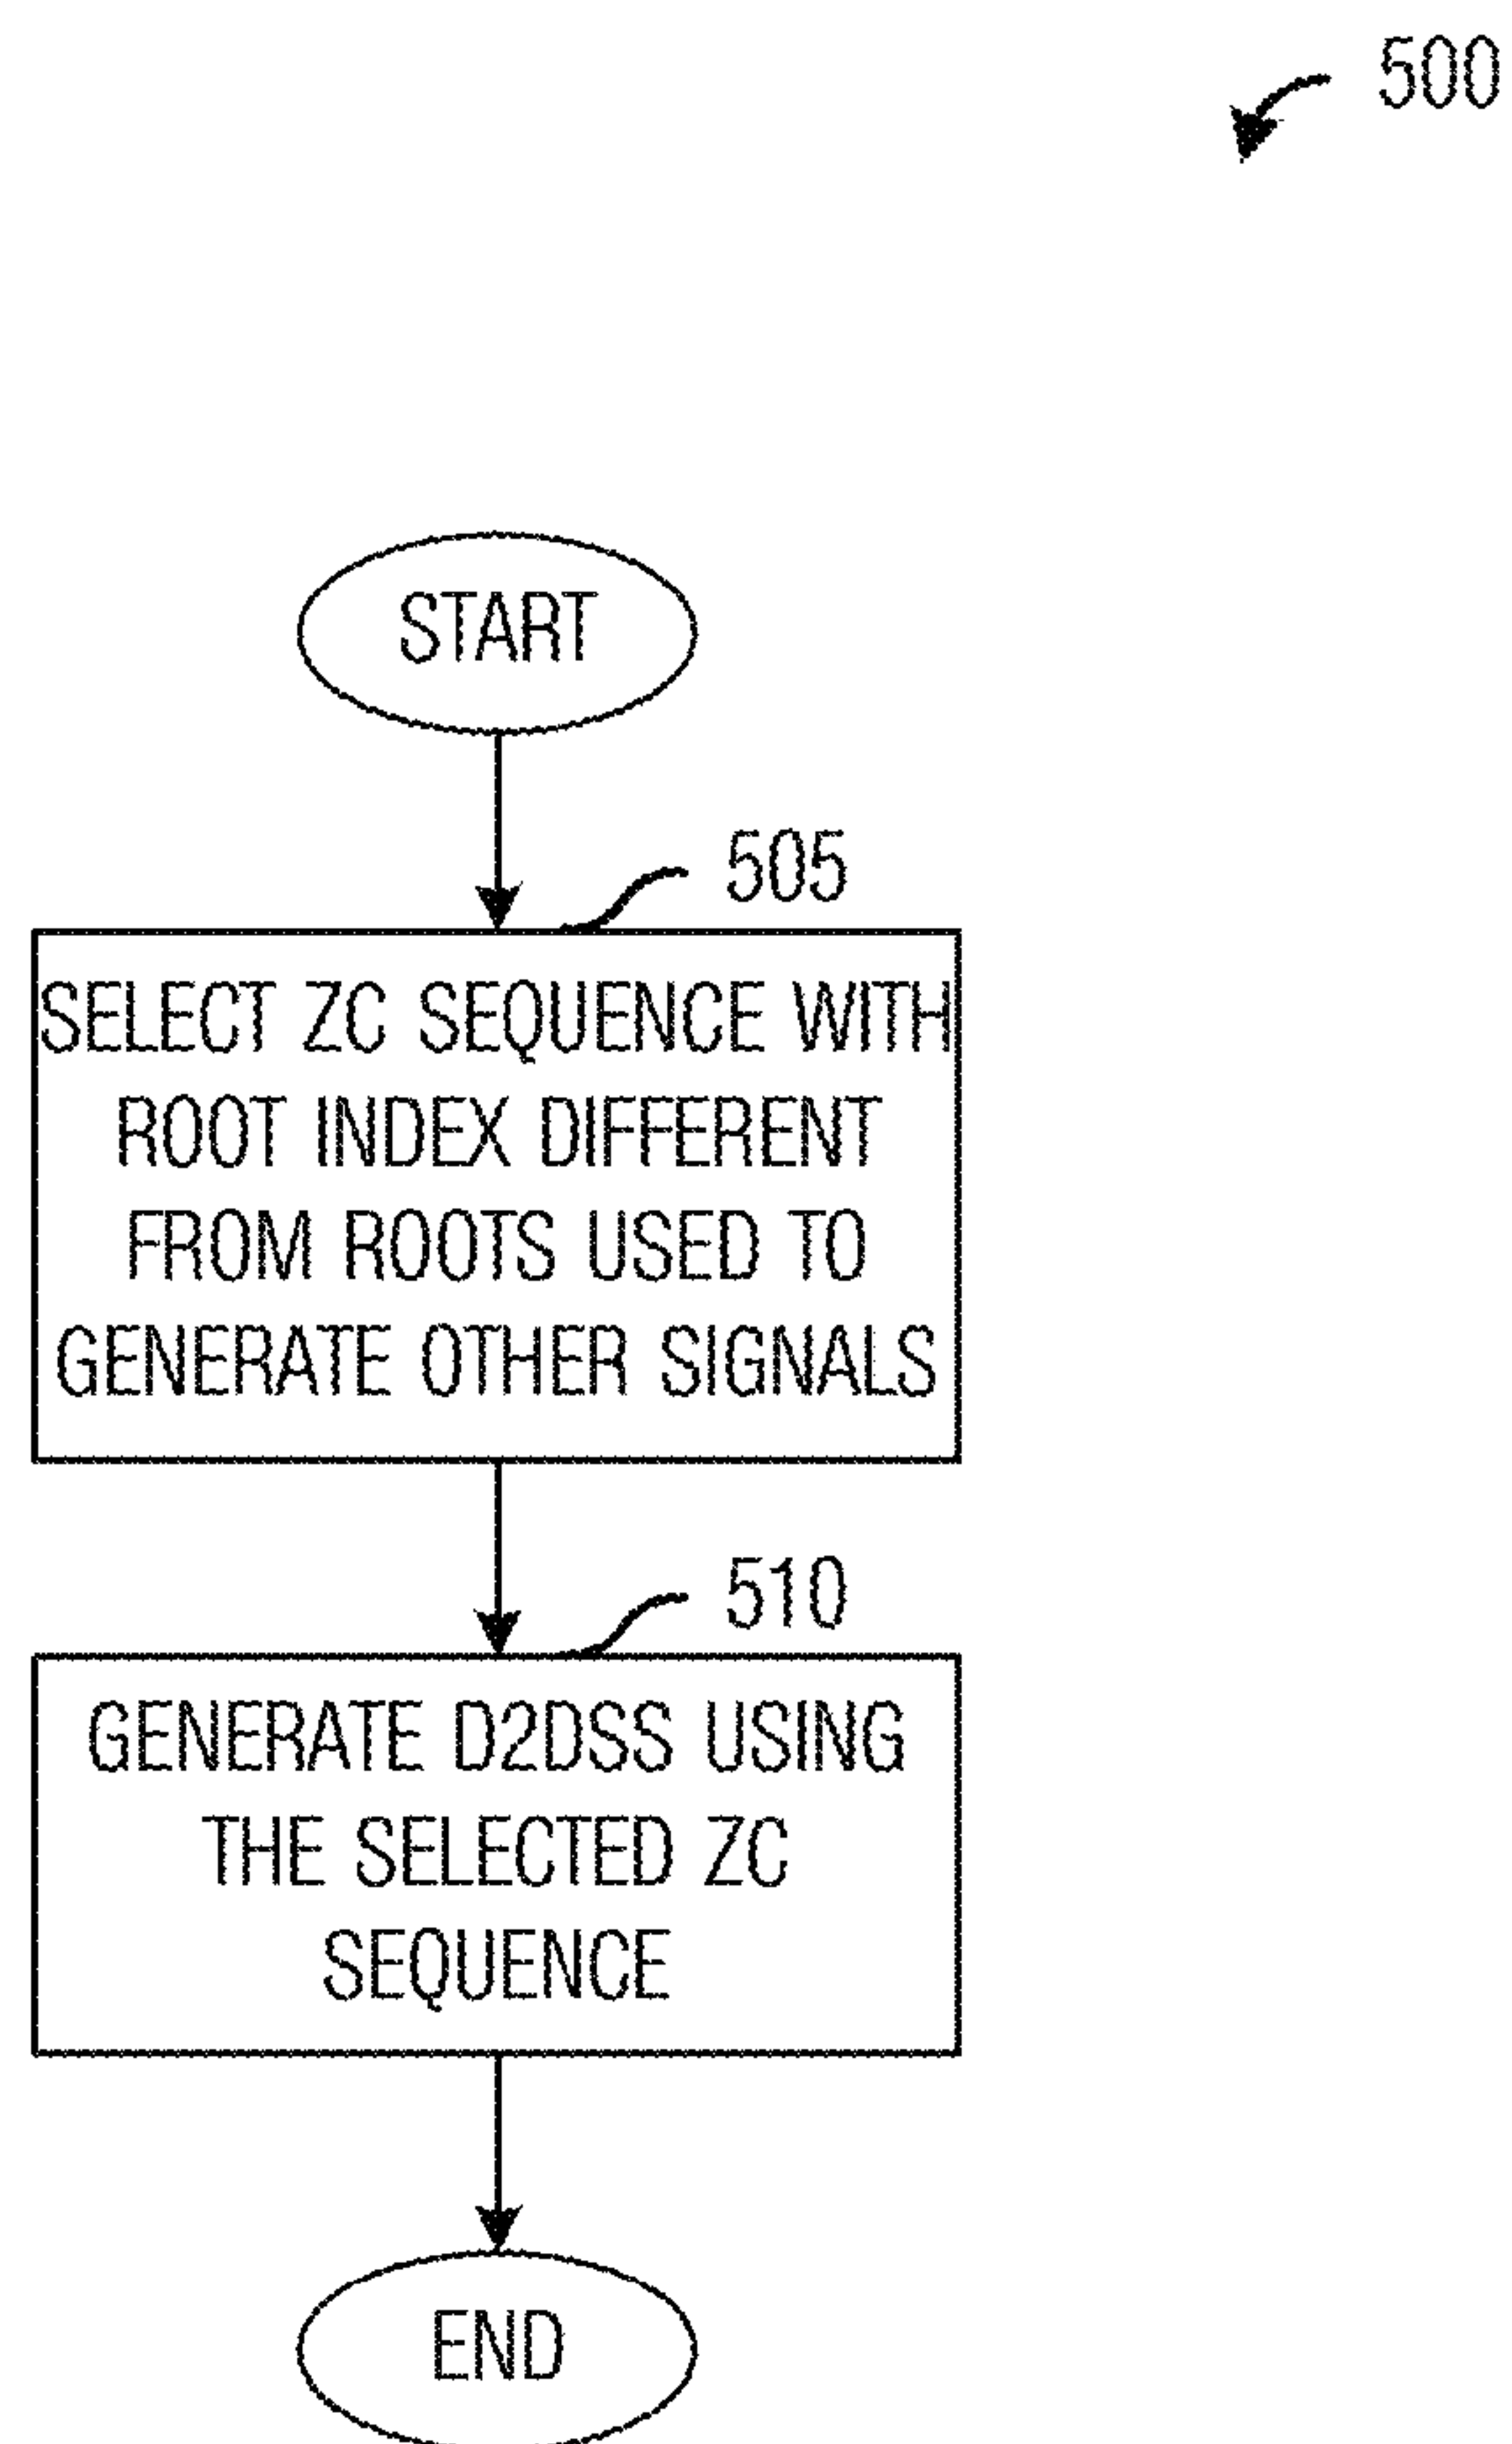 500
START
505
SELECT ZC SEQUENCE WITH
ROOT INDEX DIFFERENT
FROM ROOTS USED TO
GENERATE OTHER SIGNALS
510
GENERATE D2DSS USING
THE SELECTED ZC
SEQUENCE
END